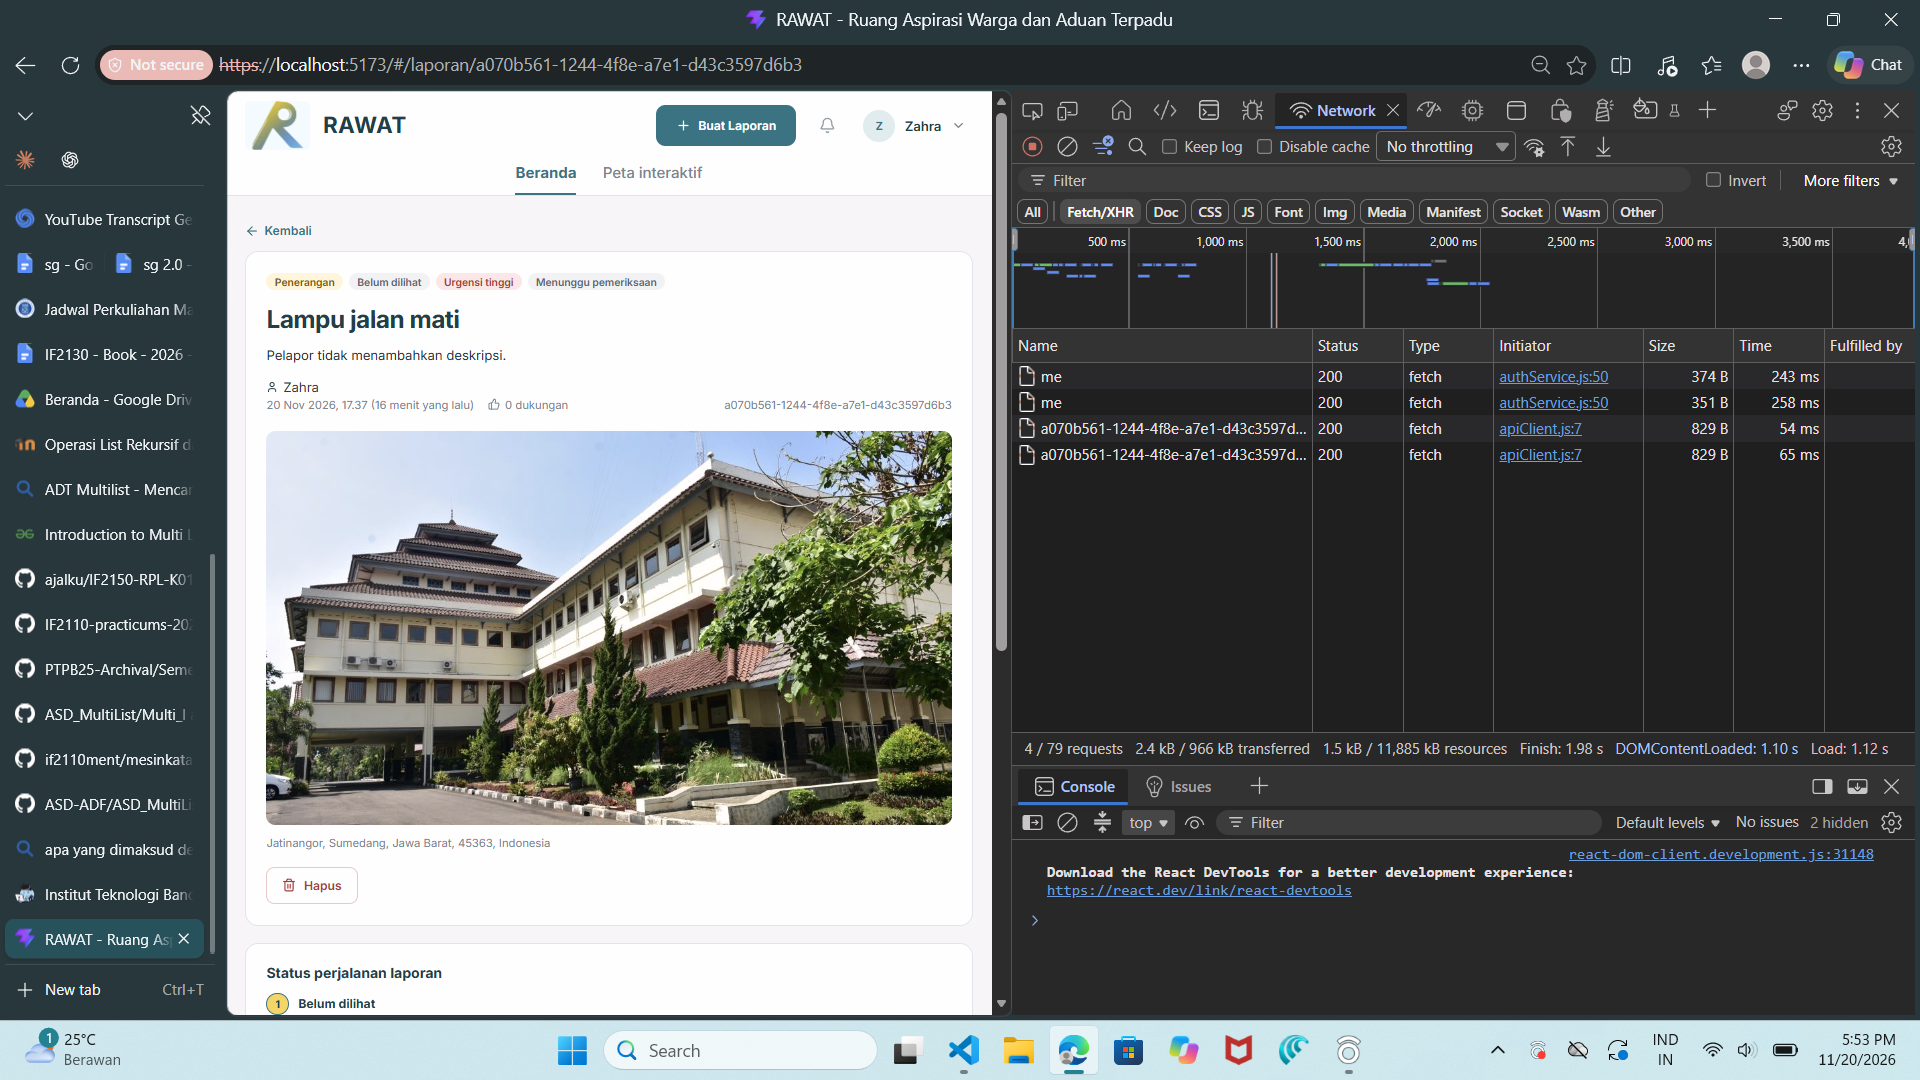 RAWAT - Ruang Aspirasi Warga dan Aduan Terpadu
Not secure https://localhost:5173/#/laporan/a070b561-1244-4f8e-a7e1-d43c3597d6b3
Chat
YouTube Transcript Ge
sg - Go
sg 2.0 -
Jadwal Perkuliahan Ma
IF2130 - Book - 2026 -
Beranda - Google Driv
Operasi List Rekursif d
ADT Multilist - Mencar
Introduction to Multi L
ajalku/IF2150-RPL-K01
IF2110-practicums-202
PTPB25-Archival/Seme
ASD_MultiList/Multi_l
if2110ment/mesinkata
ASD-ADF/ASD_MultiLi
apa yang dimaksud de
Institut Teknologi Banc
RAWAT - Ruang Asp
New tab Ctrl+T
RAWAT
Buat Laporan
Z
Zahra
Beranda
Peta interaktif
Kembali
Penerangan
Belum dilihat
Urgensi tinggi
Menunggu pemeriksaan
Lampu jalan mati
Pelapor tidak menambahkan deskripsi.
Zahra
20 Nov 2026, 17.37 (16 menit yang lalu) 0 dukungan a070b561-1244-4f8e-a7e1-d43c3597d6b3
Jatinangor, Sumedang, Jawa Barat, 45363, Indonesia
Hapus
Status perjalanan laporan
1 Belum dilihat
Network
Keep log
Disable cache
No throttling
Filter
Invert
More filters
All Fetch/XHR Doc CSS JS Font Img Media Manifest Socket Wasm Other
500 ms 1,000 ms 1,500 ms 2,000 ms 2,500 ms 3,000 ms 3,500 ms 4,
Name Status Type Initiator Size Time Fulfilled by
me 200 fetch authService.js:50 374 B 243 ms
me 200 fetch authService.js:50 351 B 258 ms
a070b561-1244-4f8e-a7e1-d43c3597d... 200 fetch apiClient.js:7 829 B 54 ms
a070b561-1244-4f8e-a7e1-d43c3597d... 200 fetch apiClient.js:7 829 B 65 ms
4 / 79 requests 2.4 kB / 966 kB transferred 1.5 kB / 11,885 kB resources Finish: 1.98 s DOMContentLoaded: 1.10 s Load: 1.12 s
Console
Issues
top
Filter
Default levels
No issues
2 hidden
react-dom-client.development.js:31148
Download the React DevTools for a better development experience:
https://react.dev/link/react-devtools
1
25°C
Berawan
Search
IND
IN
5:53 PM
11/20/2026